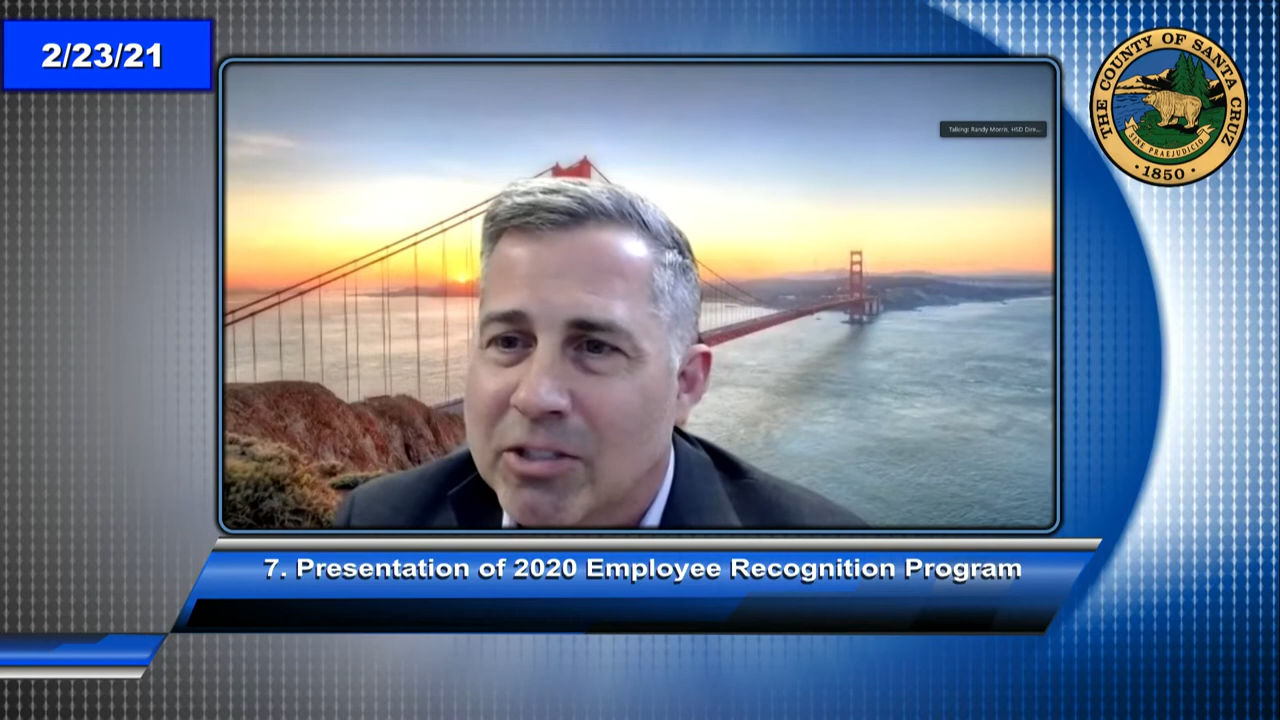 2/23/21
Talking: Randy Morris, HSD Dire...
THE COUNTY OF SANTA CRUZ
SINE PRAEJUDICIO
• 1850 •
7. Presentation of 2020 Employee Recognition Program